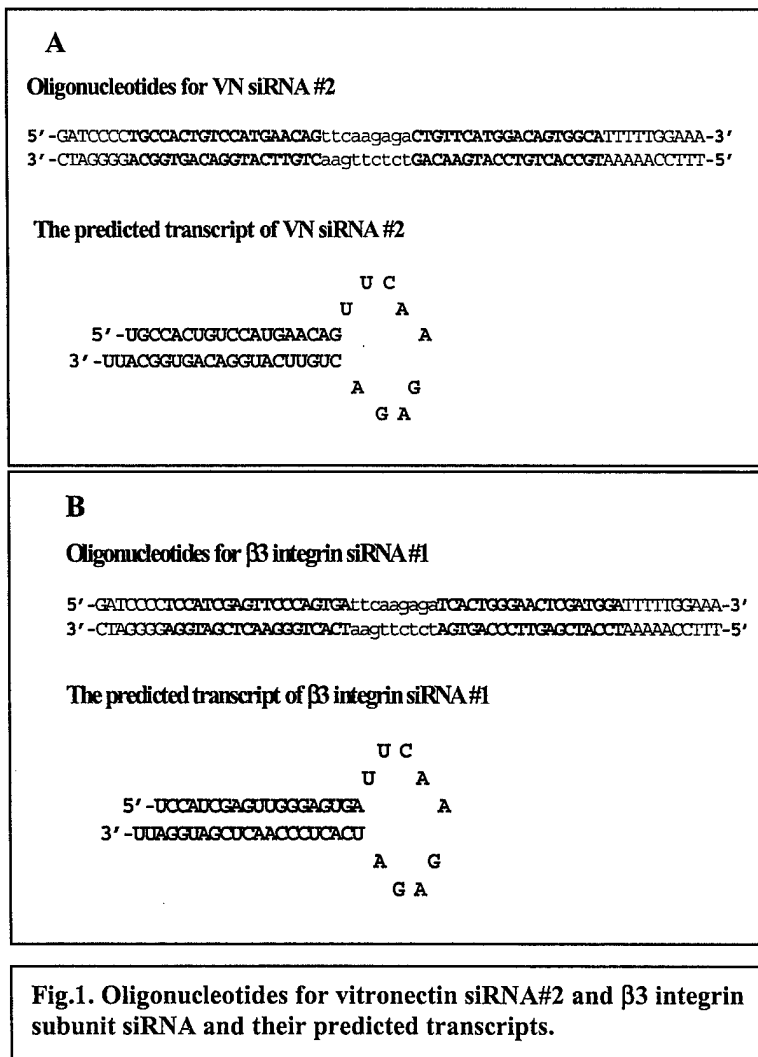 A
Oligonucleotides for VN siRNA #2
5'-GATCCCCTGCCACTGTCCATGAACAGttcaagagaCTGTTCATGGACAGTGGCATTTTTGGAAA-3'
3'-CTAGGGGACGGTGACAGGTACTTGTCaagttctctGACAAGTACCTGTCACCGTAAAAACCTTT-5'
The predicted transcript of VN siRNA #2
U C
U A
5'-UGCCACUGUCCAUGAACAG A
3'-UUACGGUGACAGGUACUUGUC
A G
G A
B
Oligonucleotides for β3 integrin siRNA #1
5'-GATCCCCTCCATCGAGTTCCCAGTGAttcaagagaTCACTGGGAACTCGATGGATTTTTGGAAA-3'
3'-CTAGGGGAGGTAGCTCAAGGGTCACTaagttctctAGTGACCCTTGAGCTACCTAAAAACCTTT-5'
The predicted transcript of β3 integrin siRNA #1
U C
U A
5'-UCCAUCGAGUUGGGAGUGA A
3'-UUAGGUAGCUCAACCCUCACU
A G
G A
Fig.1. Oligonucleotides for vitronectin siRNA#2 and β3 integrin
subunit siRNA and their predicted transcripts.